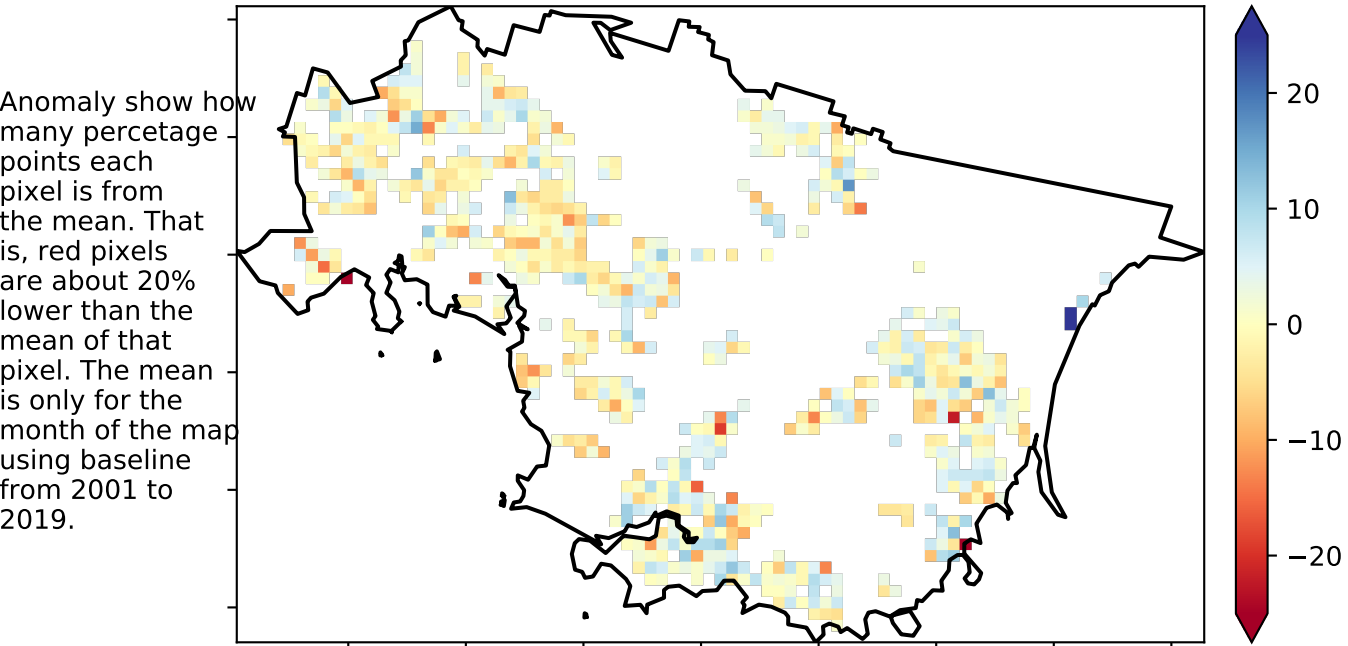 Anomaly show how
many percetage
points each
pixel is from
the mean. That
is, red pixels
are about 20%
lower than the
mean of that
pixel. The mean
is only for the
month of the map
using baseline
from 2001 to
2019.
20
10
0
−10
−20